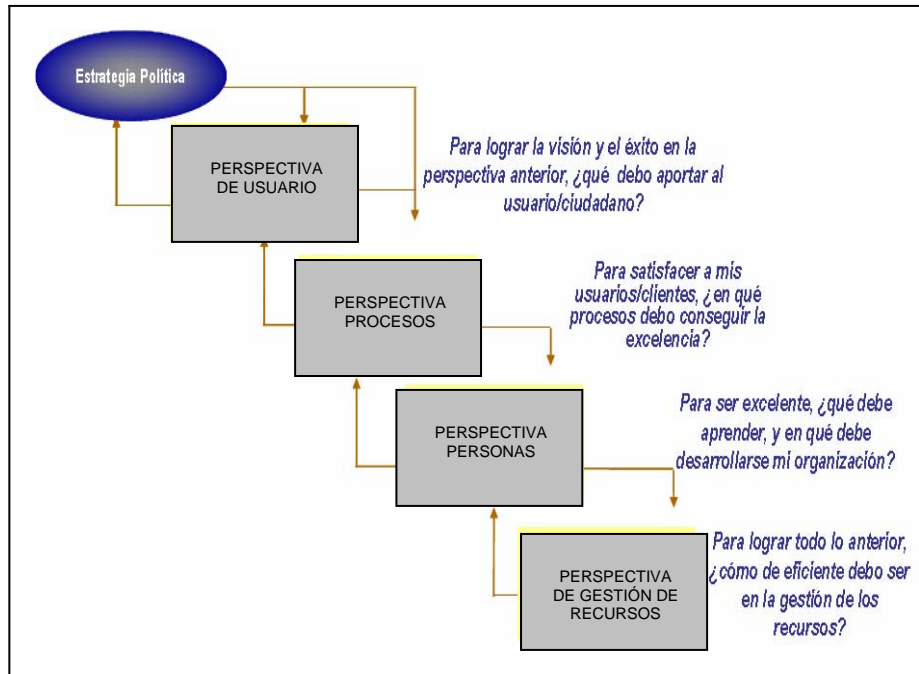 Estrategia Política
PERSPECTIVA
DE USUARIO
Para lograr la visión y el éxito en la
perspectiva anterior, ¿qué debo aportar al
usuario/ciudadano?
PERSPECTIVA
PROCESOS
Para satisfacer a mis
usuarios/clientes, ¿en qué
procesos debo conseguir la
excelencia?
PERSPECTIVA
PERSONAS
Para ser excelente, ¿qué debe
aprender, y en qué debe
desarrollarse mi organización?
PERSPECTIVA
DE GESTIÓN DE
RECURSOS
Para lograr todo lo anterior,
¿cómo de eficiente debo ser
en la gestión de los
recursos?